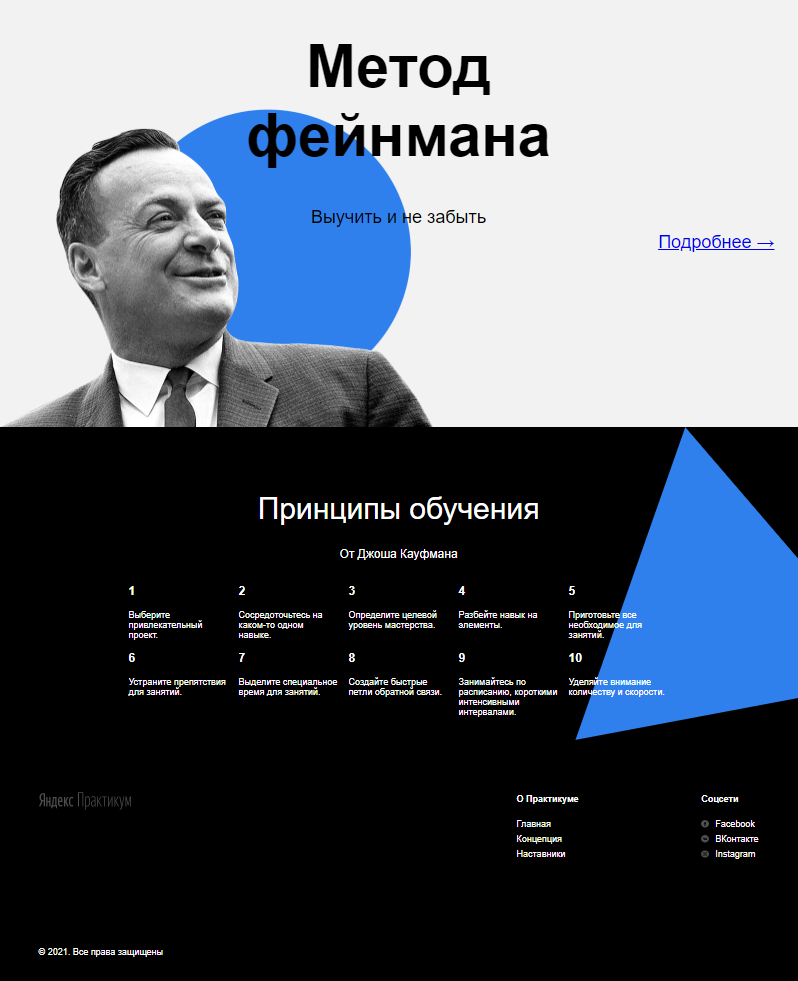 Метод
фейнмана
Выучить и не забыть
Подробнее →
Принципы обучения
От Джоша Кауфмана
1
Выберите
привлекательный
проект.
2
Сосредоточьтесь на
каком-то одном
навыке.
3
Определите целевой
уровень мастерства.
4
Разбейте навык на
элементы.
5
Приготовьте все
необходимое для
занятий.
6
Устраните препятствия
для занятий.
7
Выделите специальное
время для занятий.
8
Создайте быстрые
петли обратной связи.
9
Занимайтесь по
расписанию, короткими
интенсивными
интервалами.
10
Уделяйте внимание
количеству и скорости.
Яндекс Практикум
О Практикуме
Главная
Концепция
Наставники
Соцсети
Facebook
ВКонтакте
Instagram
© 2021. Все права защищены